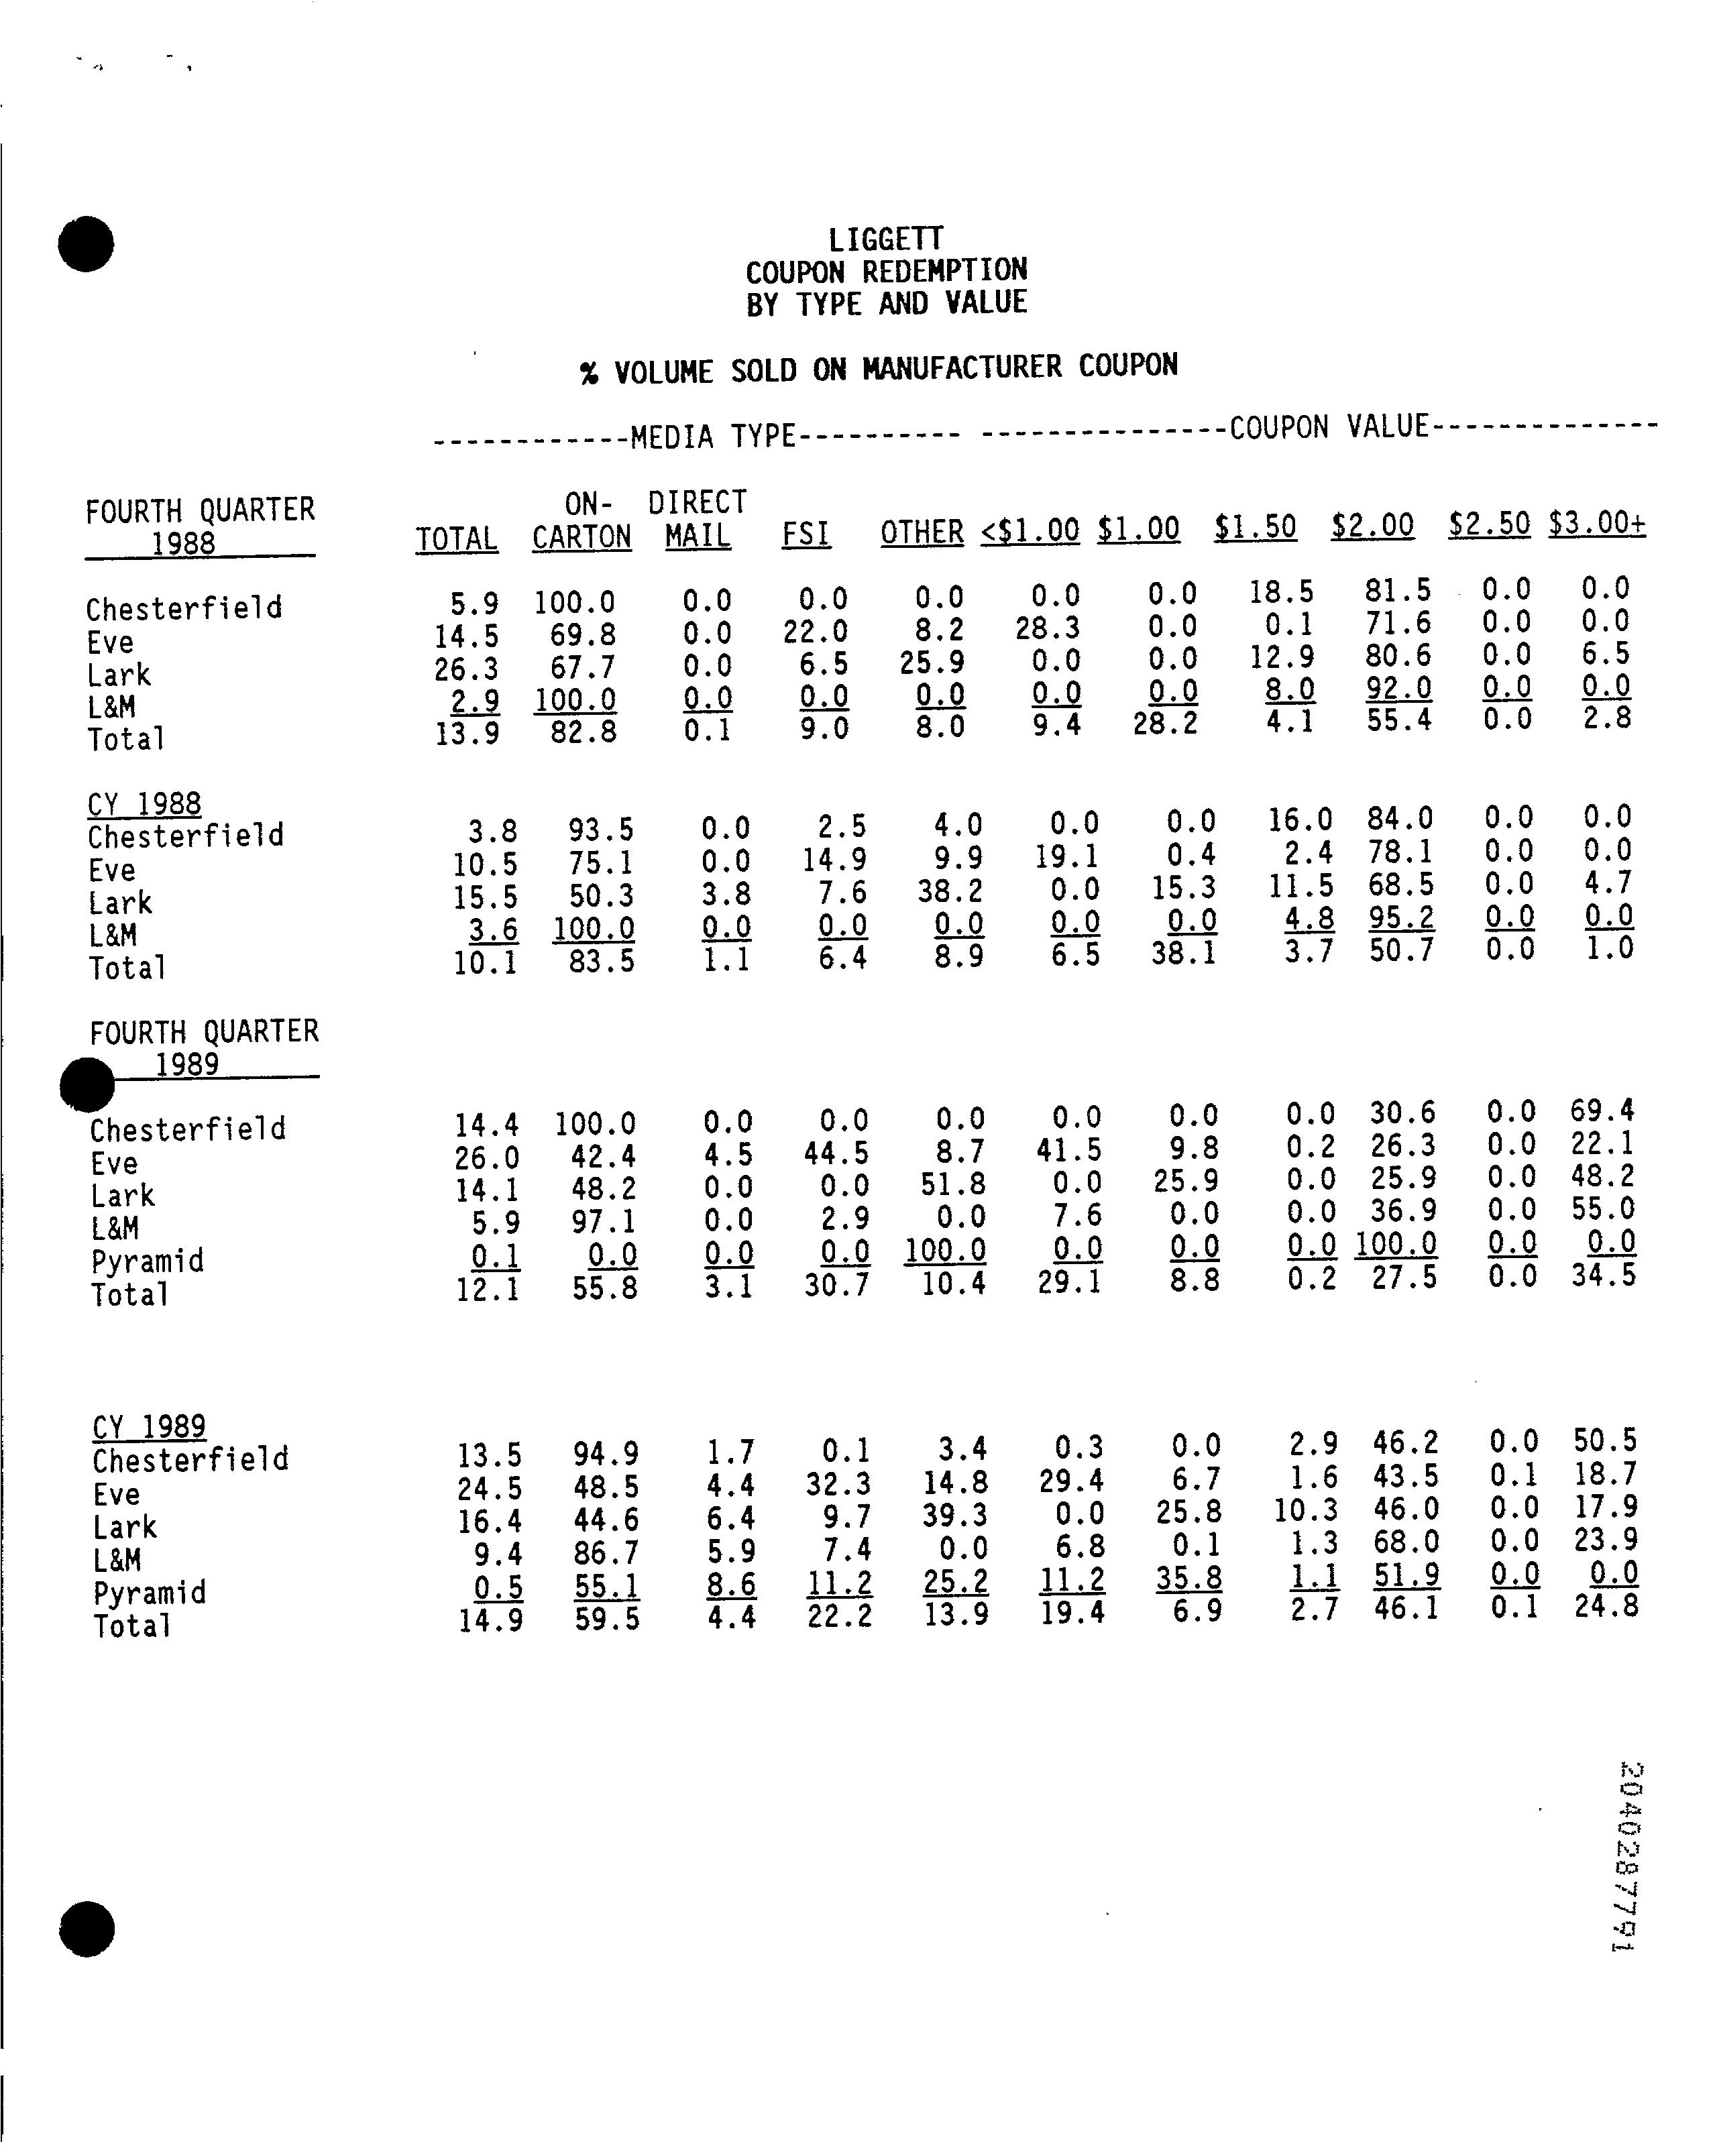 LIGGETT
COUPON REDEMPTION
BY TYPE AND VALUE
% VOLUME SOLD ON MANUFACTURER COUPON
------------MEDIA TYPE---------- ---------------COUPON VALUE--------------
FOURTH QUARTER ON- DIRECT
1988 TOTAL CARTON MAIL FSI OTHER <$1.00 $1.00 $1.50 $2.00 $2.50 $3.00+
Chesterfield 5.9 100.0 0.0 0.0 0.0 0.0 0.0 18.5 81.5 0.0 0.0
Eve 14.5 69.8 0.0 22.0 8.2 28.3 0.0 0.1 71.6 0.0 0.0
Lark 26.3 67.7 0.0 6.5 25.9 0.0 0.0 12.9 80.6 0.0 6.5
L&M 2.9 100.0 0.0 0.0 0.0 0.0 0.0 8.0 92.0 0.0 0.0
Total 13.9 82.8 0.1 9.0 8.0 9.4 28.2 4.1 55.4 0.0 2.8
CY 1988
Chesterfield 3.8 93.5 0.0 2.5 4.0 0.0 0.0 16.0 84.0 0.0 0.0
Eve 10.5 75.1 0.0 14.9 9.9 19.1 0.4 2.4 78.1 0.0 0.0
Lark 15.5 50.3 3.8 7.6 38.2 0.0 15.3 11.5 68.5 0.0 4.7
L&M 3.6 100.0 0.0 0.0 0.0 0.0 0.0 4.8 95.2 0.0 0.0
Total 10.1 83.5 1.1 6.4 8.9 6.5 38.1 3.7 50.7 0.0 1.0
FOURTH QUARTER
1989
Chesterfield 14.4 100.0 0.0 0.0 0.0 0.0 0.0 0.0 30.6 0.0 69.4
Eve 26.0 42.4 4.5 44.5 8.7 41.5 9.8 0.2 26.3 0.0 22.1
Lark 14.1 48.2 0.0 0.0 51.8 0.0 25.9 0.0 25.9 0.0 48.2
L&M 5.9 97.1 0.0 2.9 0.0 7.6 0.0 0.0 36.9 0.0 55.0
Pyramid 0.1 0.0 0.0 0.0 100.0 0.0 0.0 0.0 100.0 0.0 0.0
Total 12.1 55.8 3.1 30.7 10.4 29.1 8.8 0.2 27.5 0.0 34.5
CY 1989
Chesterfield 13.5 94.9 1.7 0.1 3.4 0.3 0.0 2.9 46.2 0.0 50.5
Eve 24.5 48.5 4.4 32.3 14.8 29.4 6.7 1.6 43.5 0.1 18.7
Lark 16.4 44.6 6.4 9.7 39.3 0.0 25.8 10.3 46.0 0.0 17.9
L&M 9.4 86.7 5.9 7.4 0.0 6.8 0.1 1.3 68.0 0.0 23.9
Pyramid 0.5 55.1 8.6 11.2 25.2 11.2 35.8 1.1 51.9 0.0 0.0
Total 14.9 59.5 4.4 22.2 13.9 19.4 6.9 2.7 46.1 0.1 24.8
2040287791